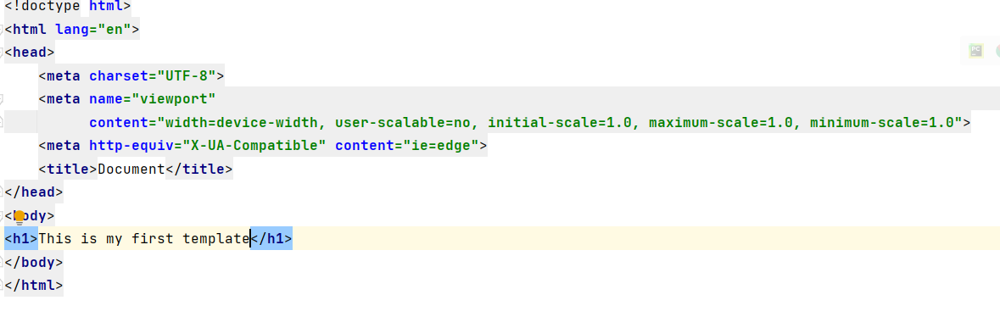 <!doctype html>
<html lang="en">
<head>
    <meta charset="UTF-8">
    <meta name="viewport"
          content="width=device-width, user-scalable=no, initial-scale=1.0, maximum-scale=1.0, minimum-scale=1.0">
    <meta http-equiv="X-UA-Compatible" content="ie=edge">
    <title>Document</title>
</head>
<body>
<h1>This is my first template</h1>
</body>
</html>